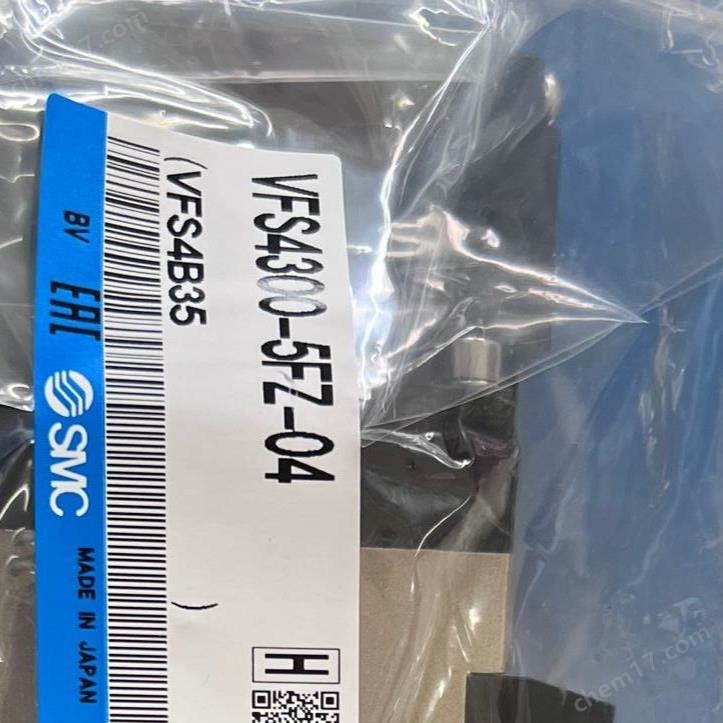 VFS4300-5FZ-04
(VFS4B35
)
BV
EAC
SMC
MADE IN JAPAN
H
chem17.com